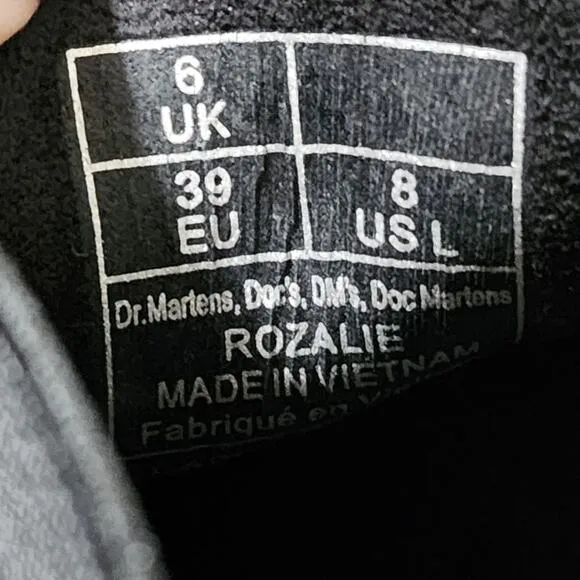 6
UK
39
EU
8
US L
Dr.Martens, Doc's, DM's, Doc Martens
ROZALIE
MADE IN VIETNAM
Fabriqué en